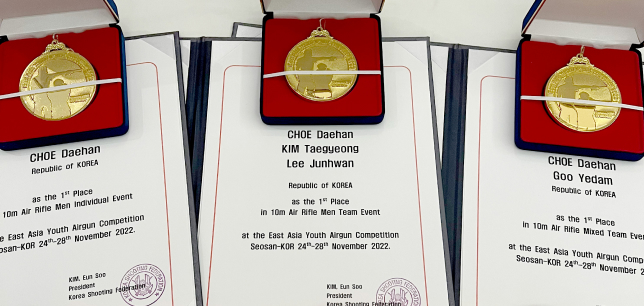 CHOE Daehan
Republic of KOREA
as the 1st Place
10m Air Rifle Men Individual Event
the East Asia Youth Airgun Competition
Seosan-KOR 24th-28th November 2022.
KIM, Eun Soo
President
Korea Shooting Federation
CHOE Daehan
KIM Taegyeong
Lee Junhwan
Republic of KOREA
as the 1st Place
in 10m Air Rifle Men Team Event
at the East Asia Youth Airgun Competition
Seosan-KOR 24th-28th November 2022.
KIM, Eun Soo
President
Korea Shooting Federation
CHOE Daehan
Goo Yedam
Republic of KOREA
as the 1st Place
in 10m Air Rifle Mixed Team
at the East Asia Youth Airgun
Seosan-KOR 24th-28th November